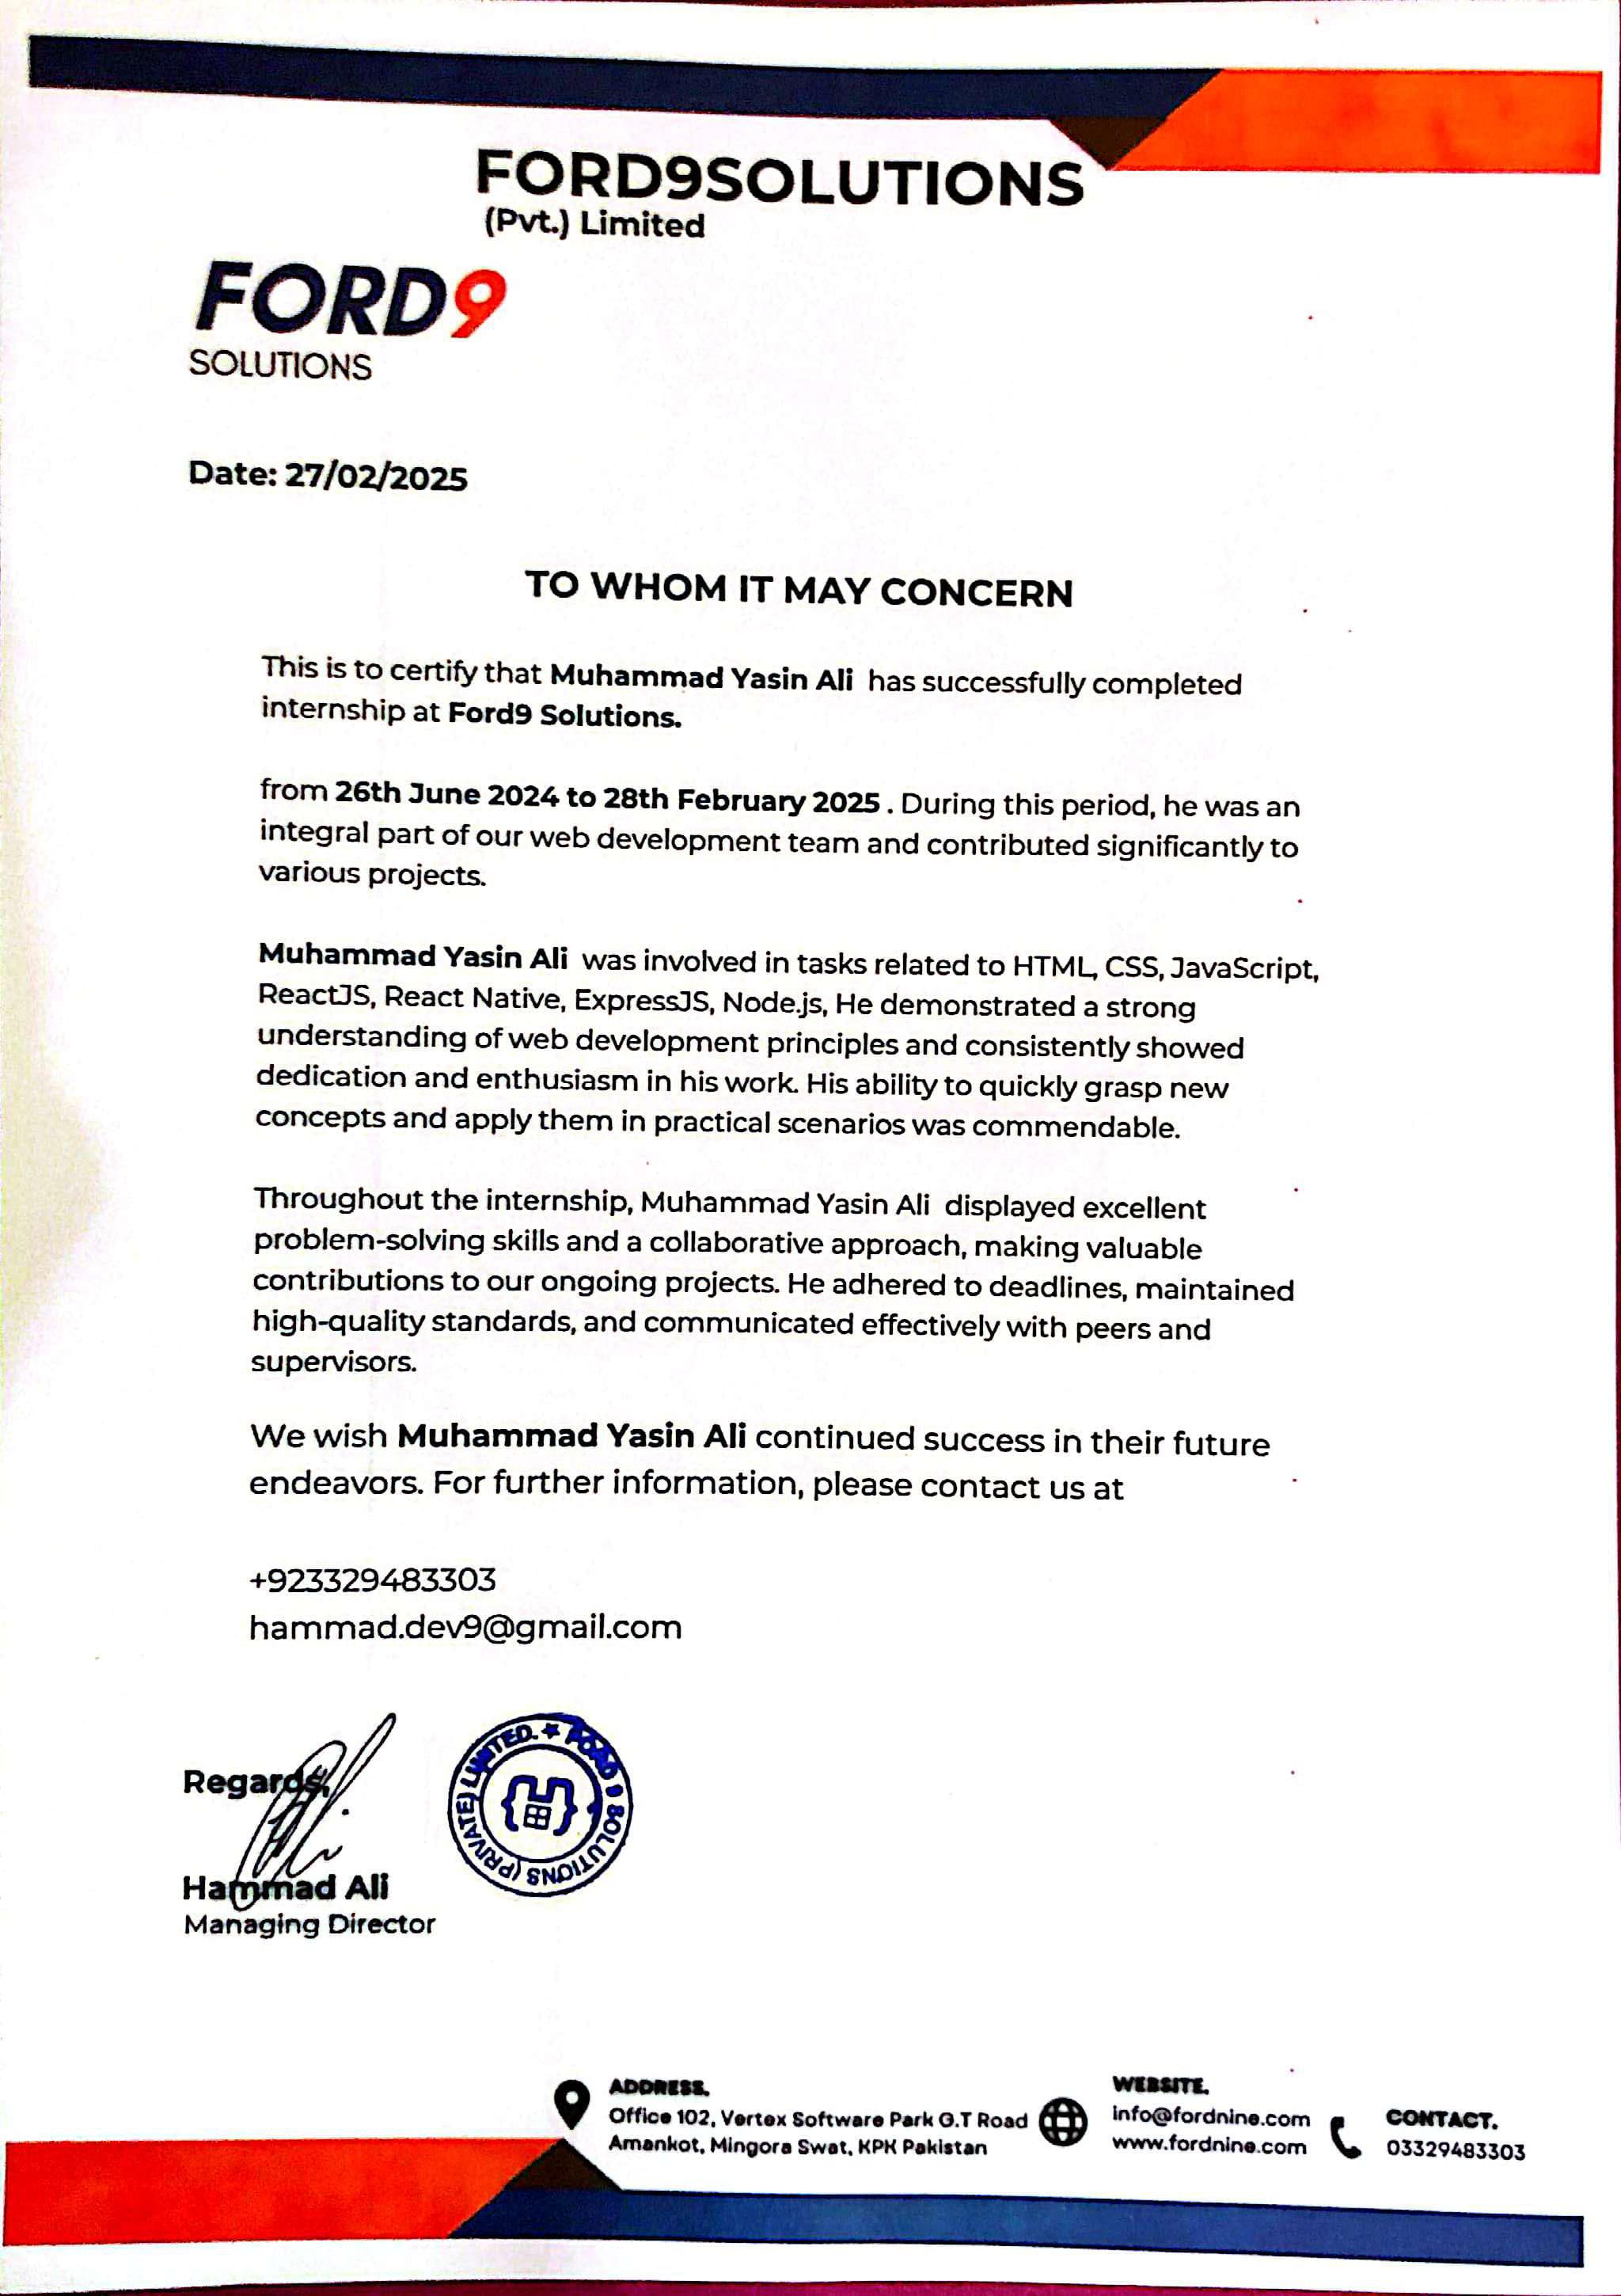 FORD9SOLUTIONS
(Pvt.) Limited
FORD9
SOLUTIONS
Date: 27/02/2025
TO WHOM IT MAY CONCERN
This is to certify that Muhammad Yasin Ali has successfully completed
internship at Ford9 Solutions.
from 26th June 2024 to 28th February 2025 . During this period, he was an
integral part of our web development team and contributed significantly to
various projects.
Muhammad Yasin Ali was involved in tasks related to HTML, CSS, JavaScript,
ReactJS, React Native, ExpressJS, Node.js, He demonstrated a strong
understanding of web development principles and consistently showed
dedication and enthusiasm in his work. His ability to quickly grasp new
concepts and apply them in practical scenarios was commendable.
Throughout the internship, Muhammad Yasin Ali displayed excellent
problem-solving skills and a collaborative approach, making valuable
contributions to our ongoing projects. He adhered to deadlines, maintained
high-quality standards, and communicated effectively with peers and
supervisors.
We wish Muhammad Yasin Ali continued success in their future
endeavors. For further information, please contact us at
+923329483303
hammad.dev9@gmail.com
Regards,
FORD 9 SOLUTIONS (PRIVATE) LIMITED. ★
Hammad Ali
Managing Director
ADDRESS.
Office 102, Vertex Software Park G.T Road
Amankot, Mingora Swat, KPK Pakistan
WEBSITE.
info@fordnine.com
www.fordnine.com
CONTACT.
03329483303